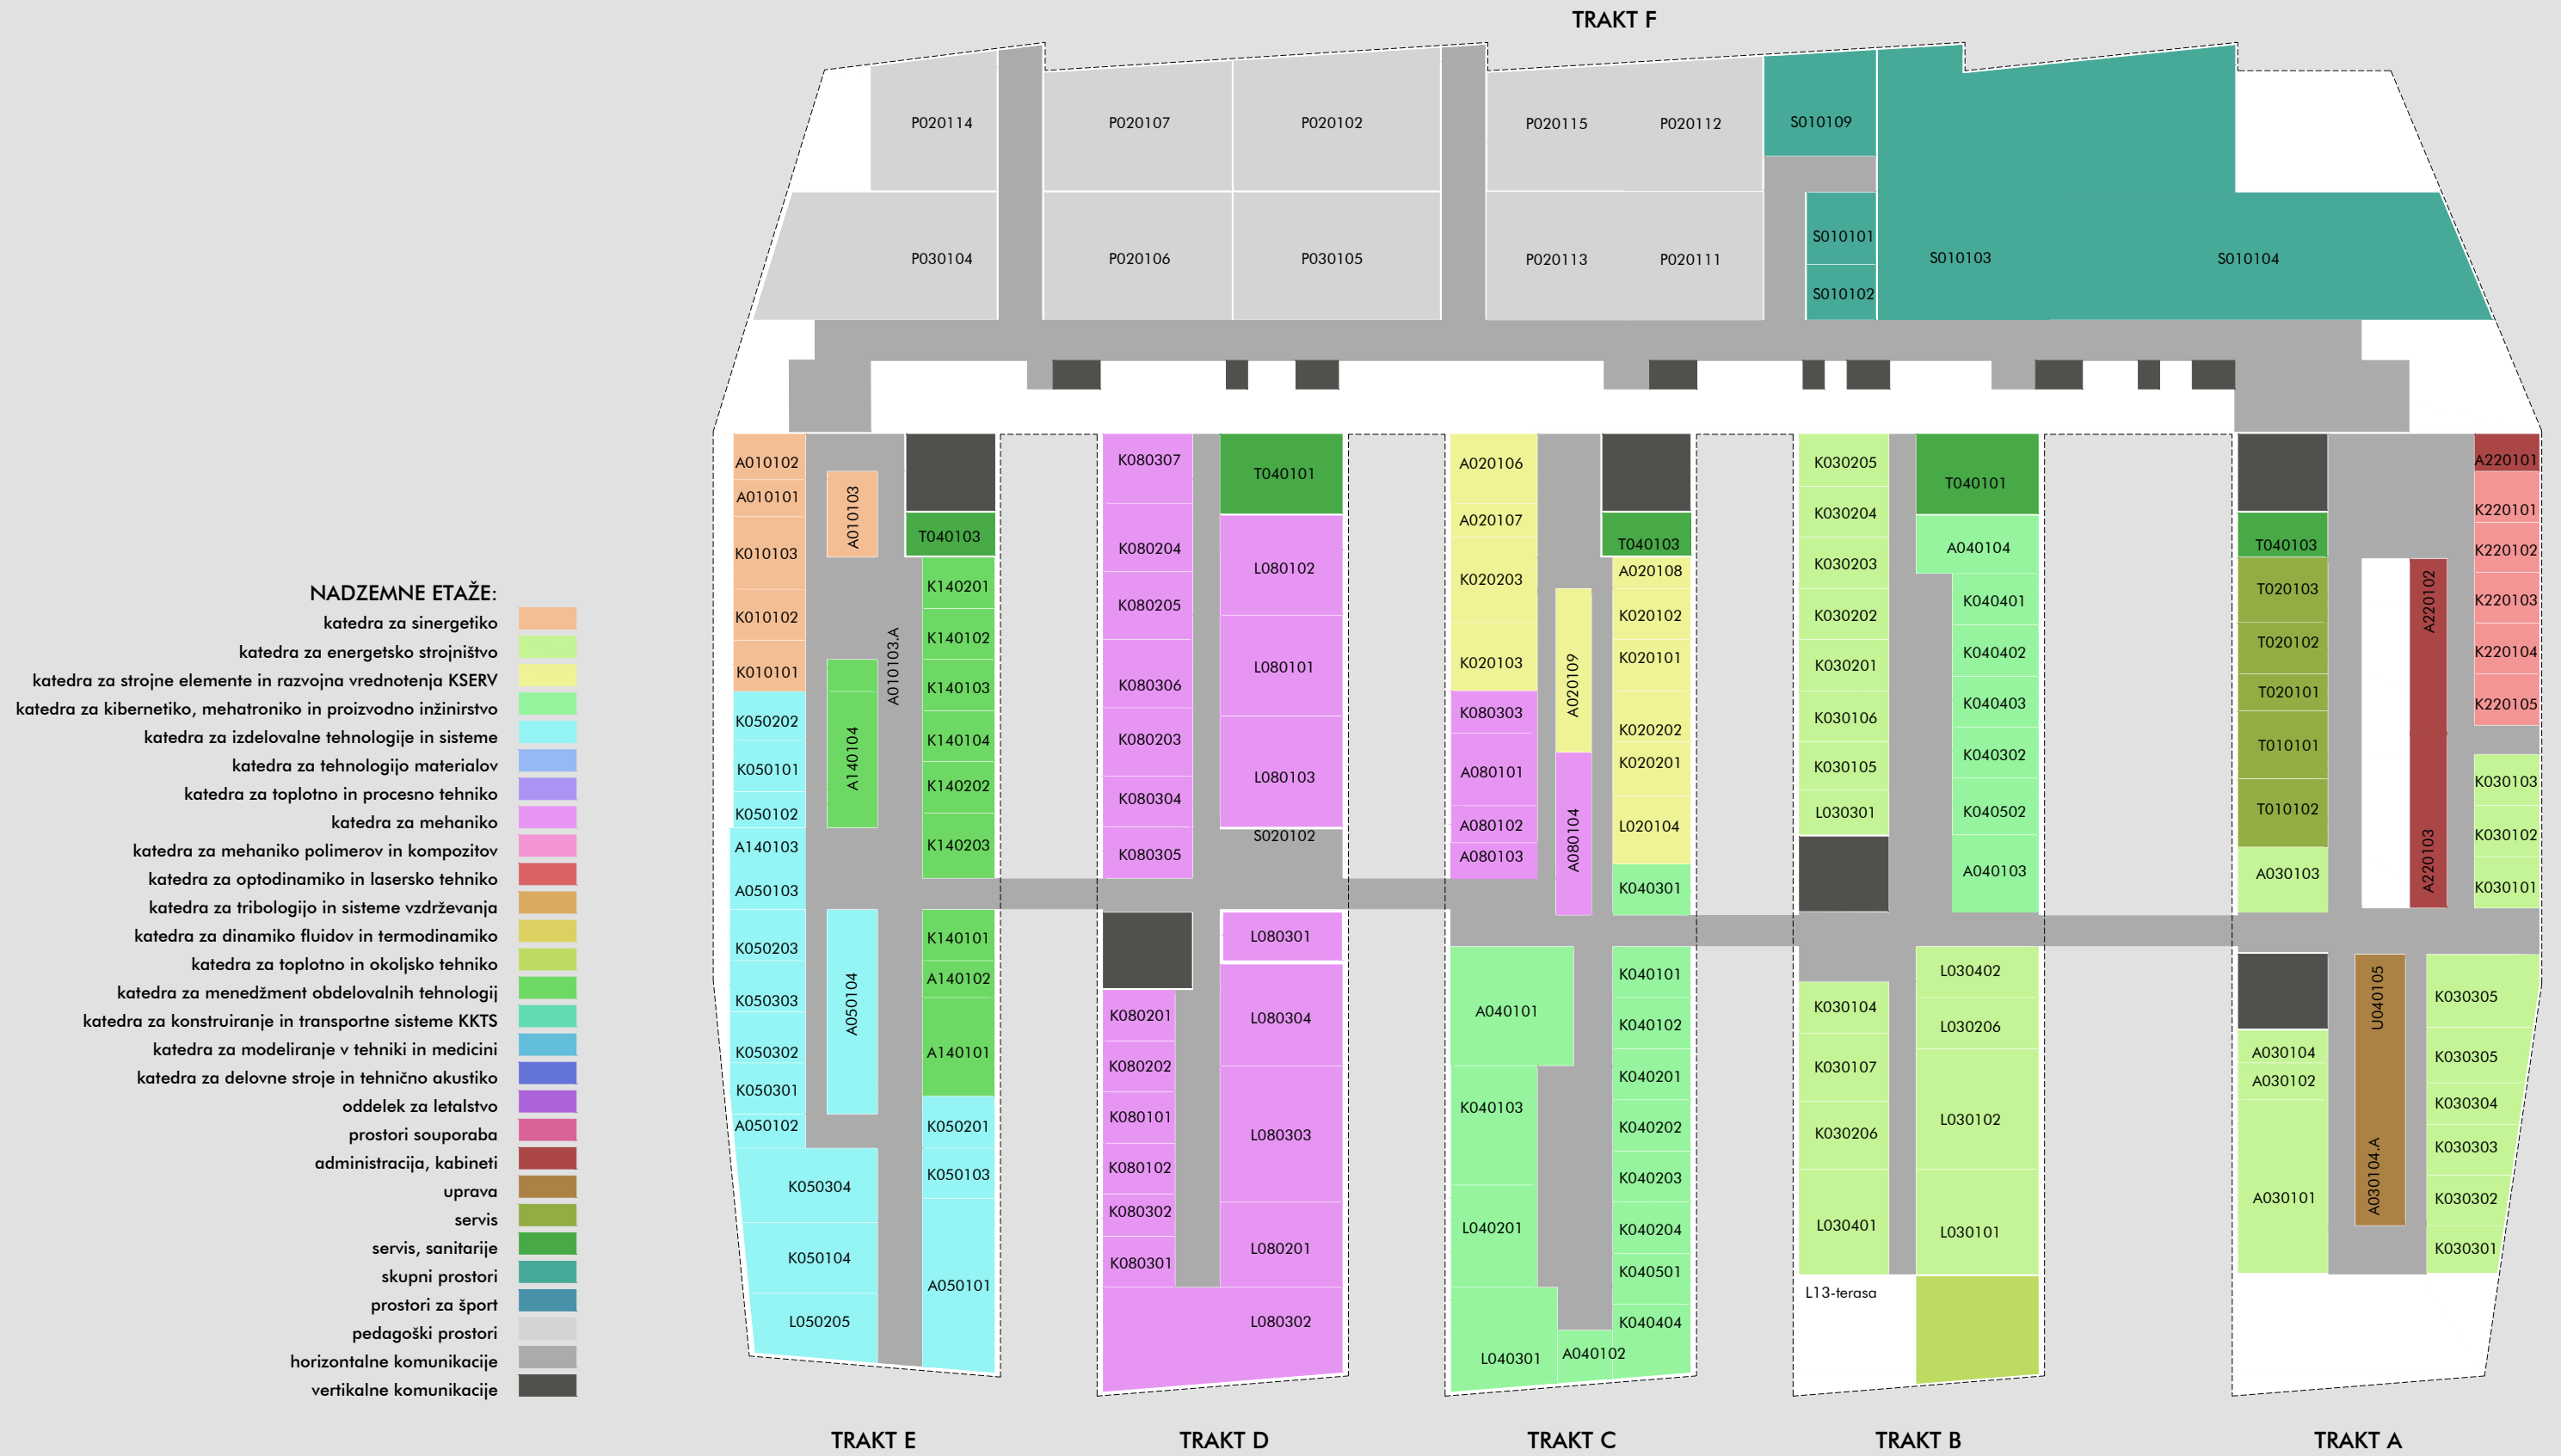 TRAKT F
P020114
P020107
P020102
P020115
P020112
S010109
P030104
P020106
P030105
P020113
P020111
S010101
S010102
S010103
S010104
NADZEMNE ETAŽE:
katedra za sinergetiko
katedra za energetsko strojništvo
katedra za strojne elemente in razvojna vrednotenja KSERV
katedra za kibernetiko, mehatroniko in proizvodno inžinirstvo
katedra za izdelovalne tehnologije in sisteme
katedra za tehnologijo materialov
katedra za toplotno in procesno tehniko
katedra za mehaniko
katedra za mehaniko polimerov in kompozitov
katedra za optodinamiko in lasersko tehniko
katedra za tribologijo in sisteme vzdrževanja
katedra za dinamiko fluidov in termodinamiko
katedra za toplotno in okoljsko tehniko
katedra za menedžment obdelovalnih tehnologij
katedra za konstruiranje in transportne sisteme KKTS
katedra za modeliranje v tehniki in medicini
katedra za delovne stroje in tehnično akustiko
oddelek za letalstvo
prostori souporaba
administracija, kabineti
uprava
servis
servis, sanitarije
skupni prostori
prostori za šport
pedagoški prostori
horizontalne komunikacije
vertikalne komunikacije
A010102
A010101
K010103
K010102
K010101
K050202
K050101
K050102
A140103
A050103
K050203
K050303
K050302
K050301
A050102
K050304
K050104
L050205
A010103
A010103.A
A140104
A050104
T040103
K140201
K140102
K140103
K140104
K140202
K140203
K140101
A140102
A140101
K050201
K050103
A050101
TRAKT E
K080307
K080204
K080205
K080306
K080203
K080304
K080305
K080201
K080202
K080101
K080102
K080302
K080301
T040101
L080102
L080101
L080103
S020102
L080301
L080304
L080303
L080201
L080302
TRAKT D
A020106
A020107
K020203
K020103
K080303
A080101
A080102
A080103
A040101
K040103
L040201
L040301
A020109
A080104
A040102
T040103
A020108
K020102
K020101
K020202
K020201
L020104
K040301
K040101
K040102
K040201
K040202
K040203
K040204
K040501
K040404
TRAKT C
K030205
K030204
K030203
K030202
K030201
K030106
K030105
L030301
K030104
K030107
K030206
L030401
L13-terasa
T040101
A040104
K040401
K040402
K040403
K040302
K040502
A040103
L030402
L030206
L030102
L030101
TRAKT B
T040103
T020103
T020102
T020101
T010101
T010102
A030103
A030104
A030102
A030101
A220102
A220103
U040105
A030104.A
A220101
K220101
K220102
K220103
K220104
K220105
K030103
K030102
K030101
K030305
K030305
K030304
K030303
K030302
K030301
TRAKT A